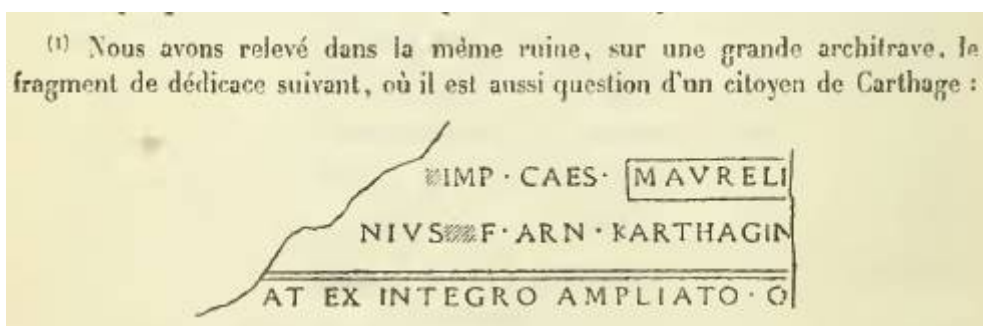 (1) Nous avons relevé dans la même ruine, sur une grande architrave, le
fragment de dédicace suivant, où il est aussi question d'un citoyen de Carthage :
IMP · CAES · MAVRELI
NIVS F · ARN · KARTHAGIN
AT EX INTEGRO AMPLIATO · O